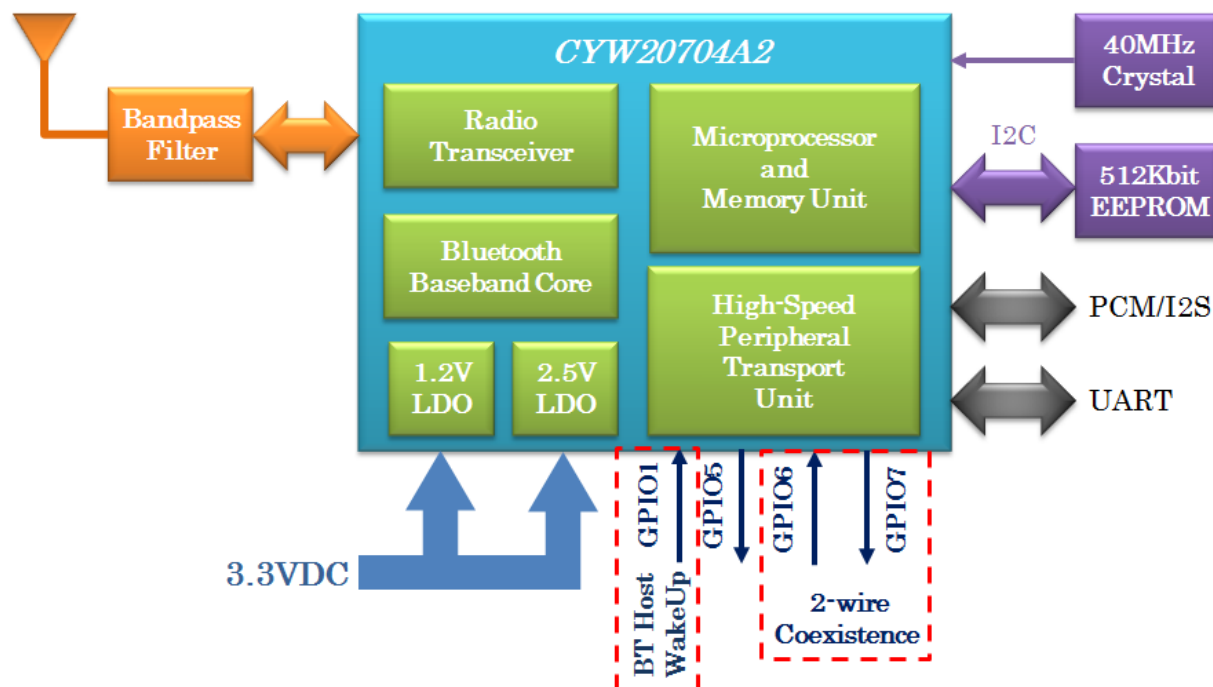 CYW20704A2
40MHz
Crystal
Bandpass
Filter
Radio
Transceiver
Microprocessor
and
Memory Unit
I2C
512Kbit
EEPROM
Bluetooth
Baseband Core
High-Speed
Peripheral
Transport
Unit
PCM/I2S
1.2V
LDO
2.5V
LDO
UART
3.3VDC
BT Host
WakeUp
GPIO1
GPIO5
GPIO6
GPIO7
2-wire
Coexistence